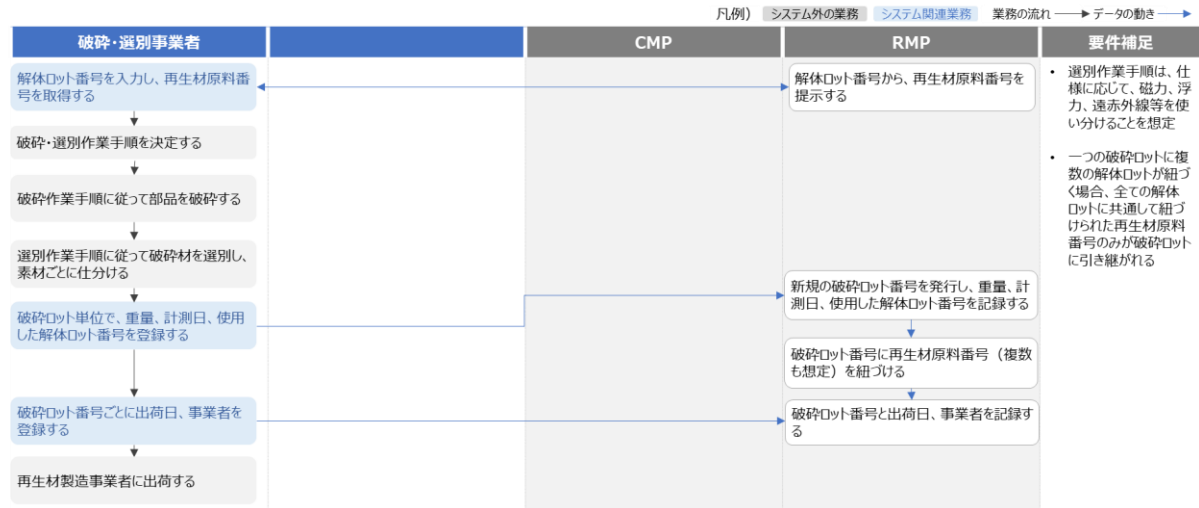 凡例) システム外の業務 システム関連業務 業務の流れ データの動き
破砕・選別事業者 CMP RMP 要件補足
解体ロット番号を入力し、再生材原料番
号を取得する
解体ロット番号から、再生材原料番号を
提示する
破砕・選別作業手順を決定する
破砕作業手順に従って部品を破砕する
選別作業手順に従って破砕材を選別し、
素材ごとに仕分ける
破砕ロット単位で、重量、計測日、使用
した解体ロット番号を登録する
新規の破砕ロット番号を発行し、重量、計
測日、使用した解体ロット番号を記録する
破砕ロット番号に再生材原料番号（複数
も想定）を紐づける
破砕ロット番号ごとに出荷日、事業者を
登録する
破砕ロット番号と出荷日、事業者を記録す
る
再生材製造事業者に出荷する
• 選別作業手順は、仕
様に応じて、磁力、浮
力、遠赤外線等を使
い分けることを想定
• 一つの破砕ロットに複
数の解体ロットが紐づ
く場合、全ての解体
ロットに共通して紐づ
けられた再生材原料
番号のみが破砕ロット
に引き継がれる